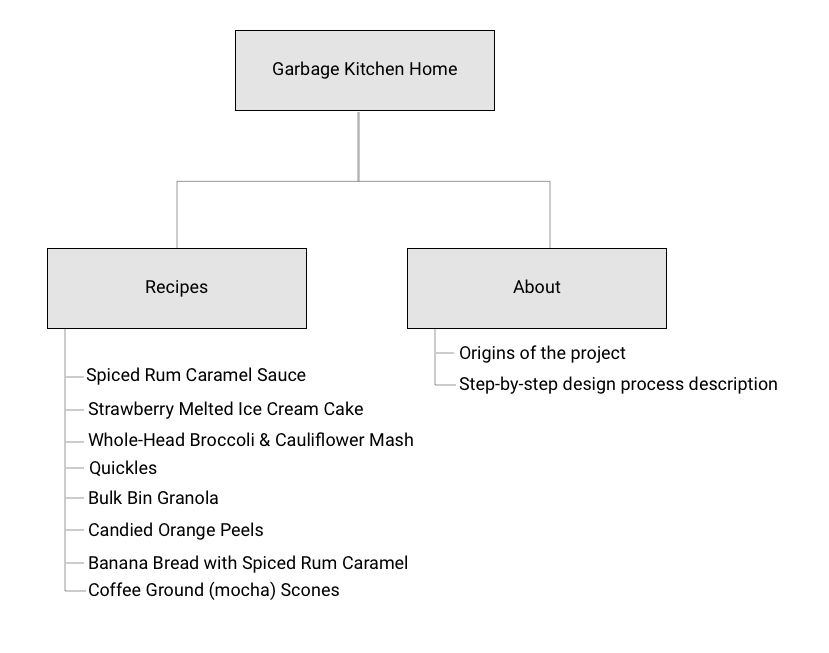 Garbage Kitchen Home
Recipes
About
Origins of the project
Step-by-step design process description
Spiced Rum Caramel Sauce
Strawberry Melted Ice Cream Cake
Whole-Head Broccoli & Cauliflower Mash
Quickles
Bulk Bin Granola
Candied Orange Peels
Banana Bread with Spiced Rum Caramel
Coffee Ground (mocha) Scones